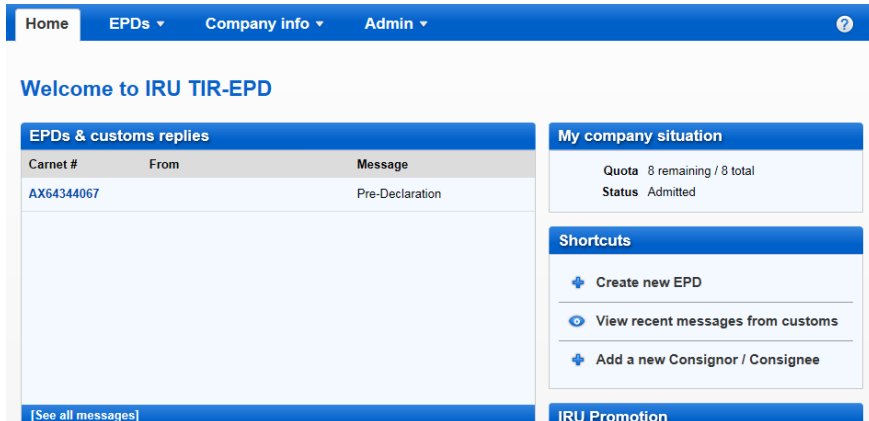 Home EPDs Company info Admin ?
Welcome to IRU TIR-EPD
EPDs & customs replies
Carnet # From Message
AX64344067 Pre-Declaration
[See all messages]
My company situation
Quota 8 remaining / 8 total
Status Admitted
Shortcuts
Create new EPD
View recent messages from customs
Add a new Consignor / Consignee
IRU Promotion